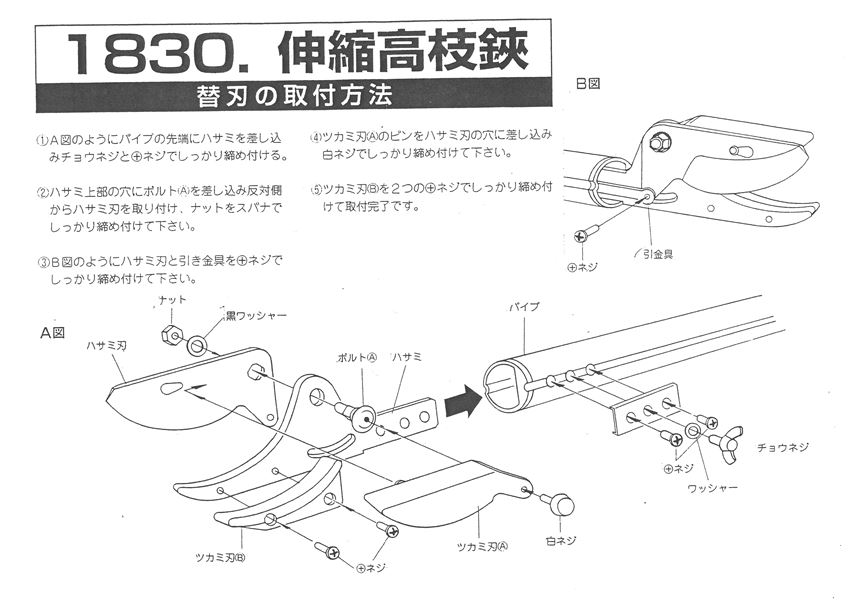 1830. 伸縮高枝鋏
替刃の取付方法
①A図のようにパイプの先端にハサミを差し込
みチョウネジと⊕ネジでしっかり締め付ける。
②ハサミ上部の穴にボルトⒶを差し込み反対側
からハサミ刃を取り付け、ナットをスパナで
しっかり締め付けて下さい。
③B図のようにハサミ刃と引き金具を⊕ネジで
しっかり締め付けて下さい。
④ツカミ刃Ⓐのピンをハサミ刃の穴に差し込み
白ネジでしっかり締め付けて下さい。
⑤ツカミ刃Ⓑを2つの⊕ネジでしっかり締め付
けて取付完了です。
B図
引金具
⊕ネジ
A図
ナット
黒ワッシャー
ハサミ刃
ボルトⒶ
ハサミ
パイプ
チョウネジ
⊕ネジ
ワッシャー
白ネジ
ツカミ刃Ⓐ
ツカミ刃Ⓑ
⊕ネジ